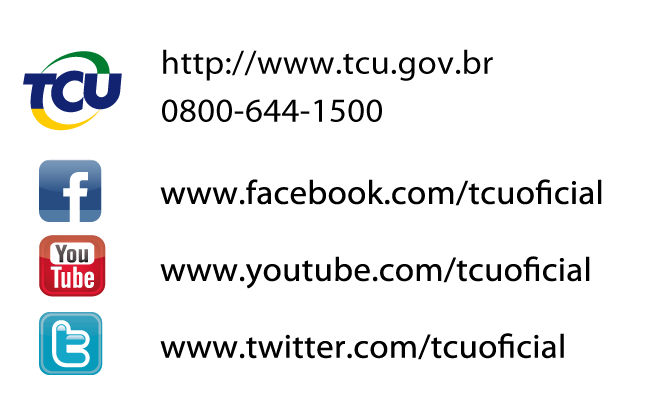 TCU
http://www.tcu.gov.br
0800-644-1500
www.facebook.com/tcuoficial
You
Tube
www.youtube.com/tcuoficial
www.twitter.com/tcuoficial